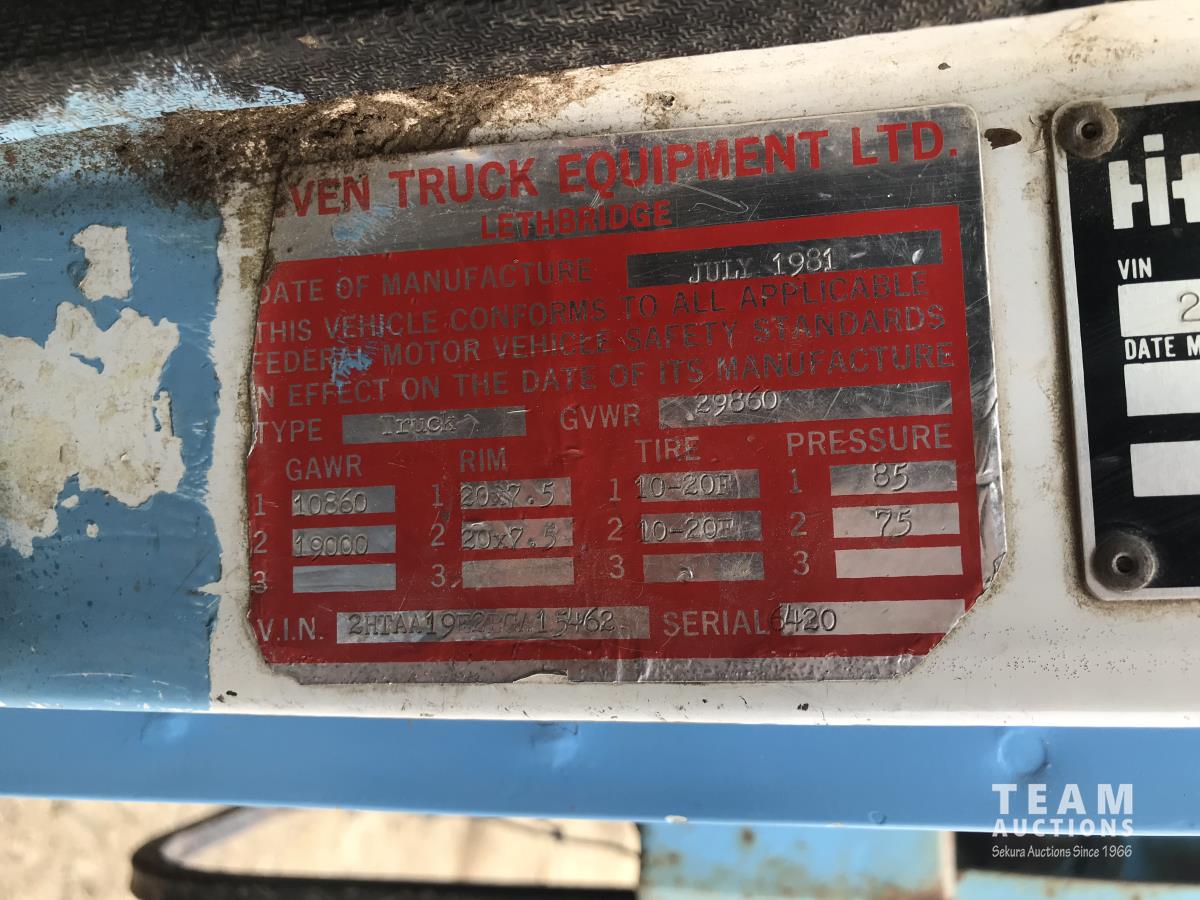 VEN TRUCK EQUIPMENT LTD.
LETHBRIDGE
DATE OF MANUFACTURE JULY 1981
THIS VEHICLE CONFORMS TO ALL APPLICABLE
FEDERAL MOTOR VEHICLE SAFETY STANDARDS
IN EFFECT ON THE DATE OF ITS MANUFACTURE
TYPE Truck GVWR 29860
GAWR RIM TIRE PRESSURE
1 10860 1 20x7.5 1 10-20F 1 85
2 19000 2 20x7.5 2 10-20F 2 75
3 3 3 3
V.I.N. SERIAL 6420
VIN
2
DATE M
TEAM
AUCTIONS
Sekura Auctions Since 1966